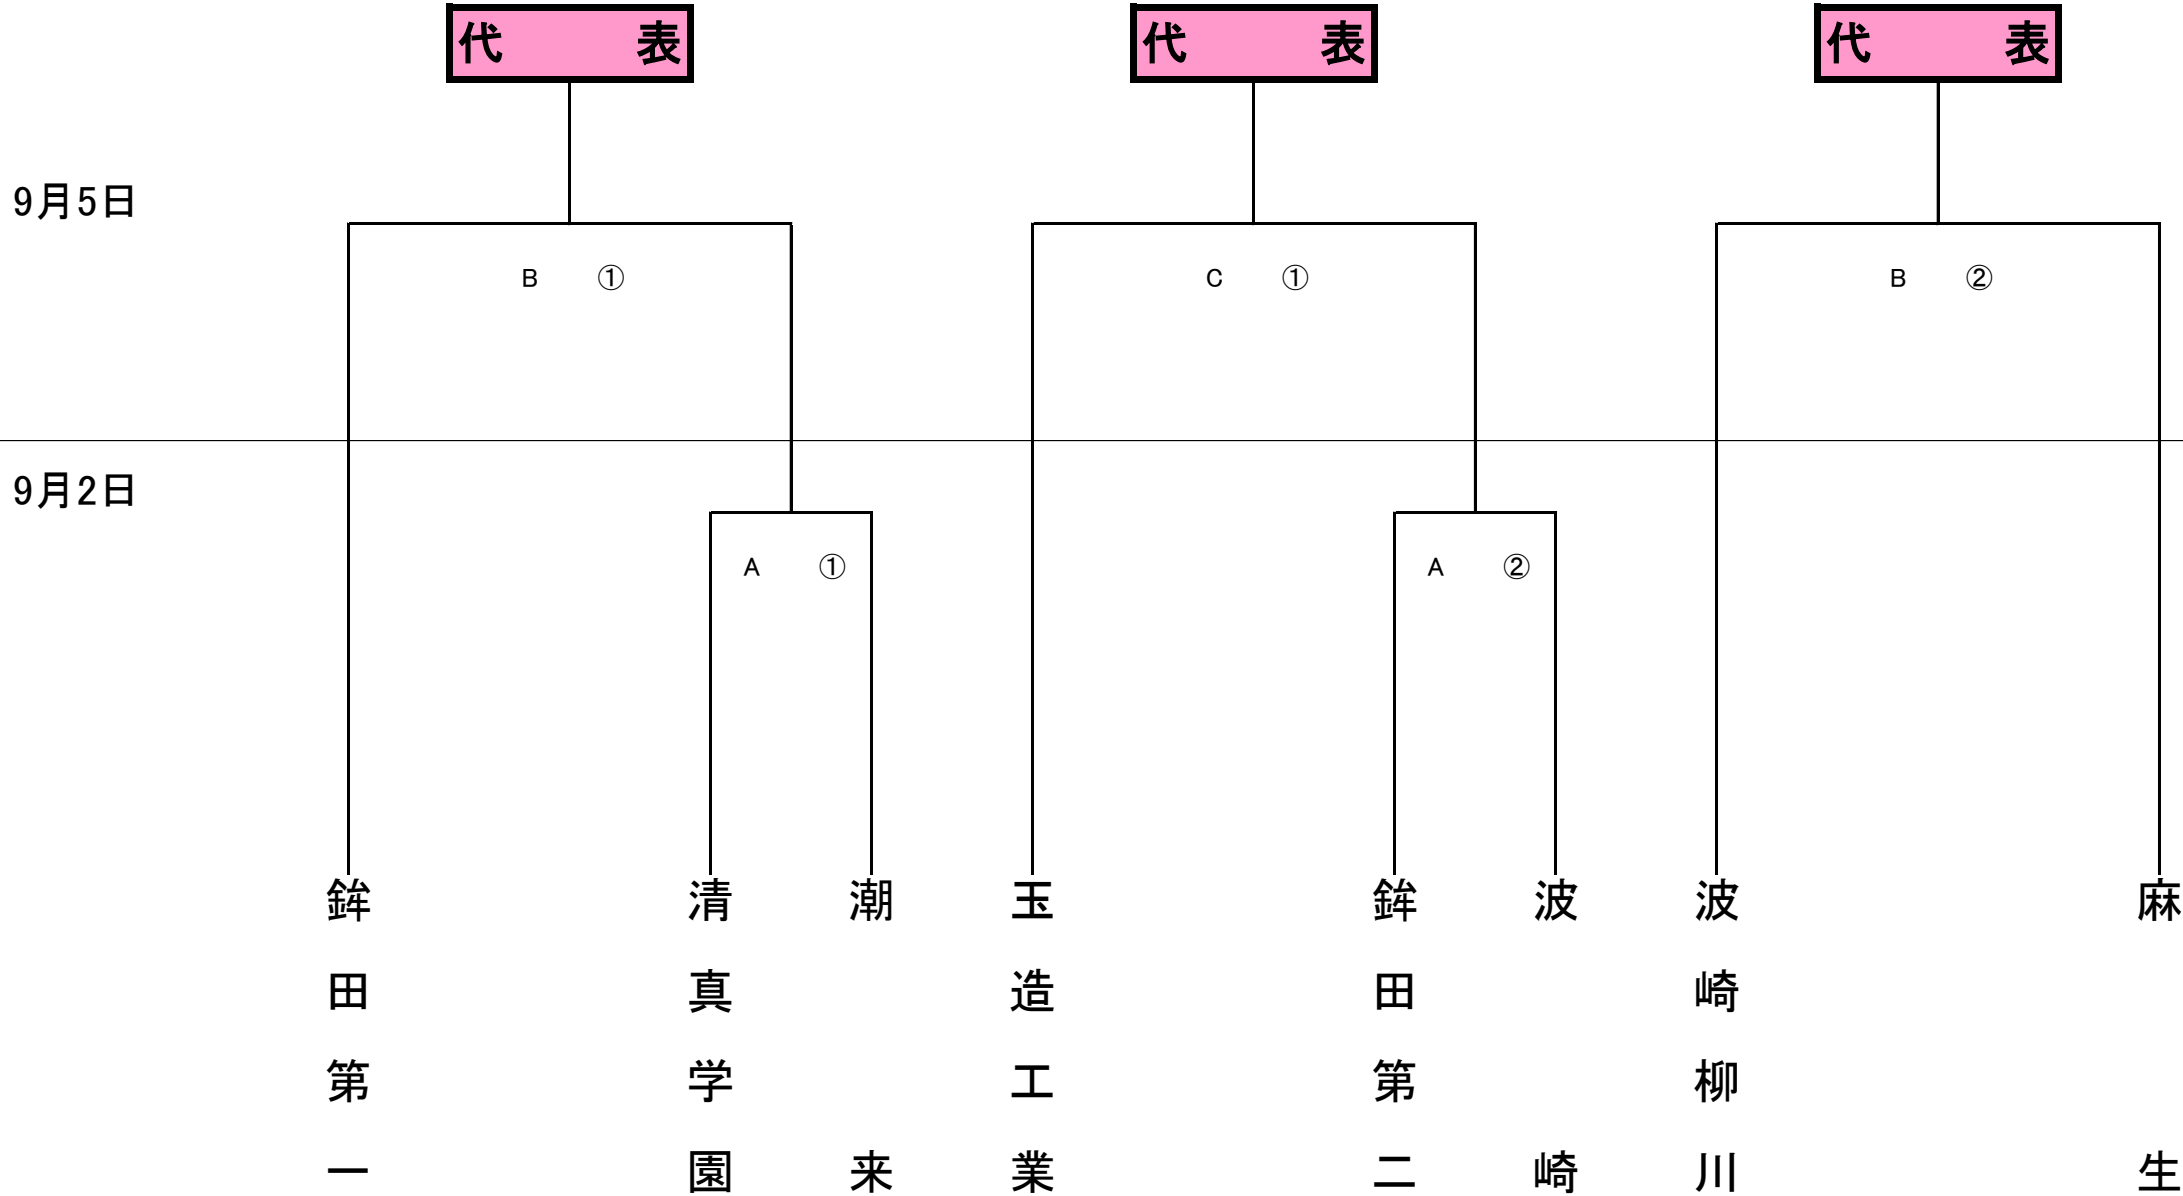 代　表
代　表
代　表
9月5日
B ①
C ①
B ②
9月2日
A ①
A ②
鉾田第一
清真学園
潮来
玉造工業
鉾田第二
波崎
波崎柳川
麻生